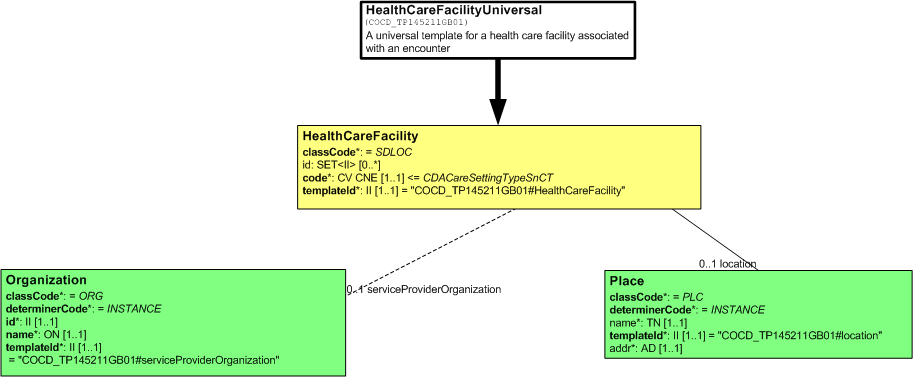 HealthCareFacilityUniversal
(COCD_TP145211GB01)
A universal template for a health care facility associated
with an encounter
HealthCareFacility
classCode*: = SDLOC
id: SET<II> [0..*]
code*: CV CNE [1..1] <= CDACareSettingTypeSnCT
templateId*: II [1..1] = "COCD_TP145211GB01#HealthCareFacility"
0..1 serviceProviderOrganization
0..1 location
Organization
classCode*: = ORG
determinerCode*: = INSTANCE
id*: II [1..1]
name*: ON [1..1]
templateId*: II [1..1]
= "COCD_TP145211GB01#serviceProviderOrganization"
Place
classCode*: = PLC
determinerCode*: = INSTANCE
name*: TN [1..1]
templateId*: II [1..1] = "COCD_TP145211GB01#location"
addr*: AD [1..1]